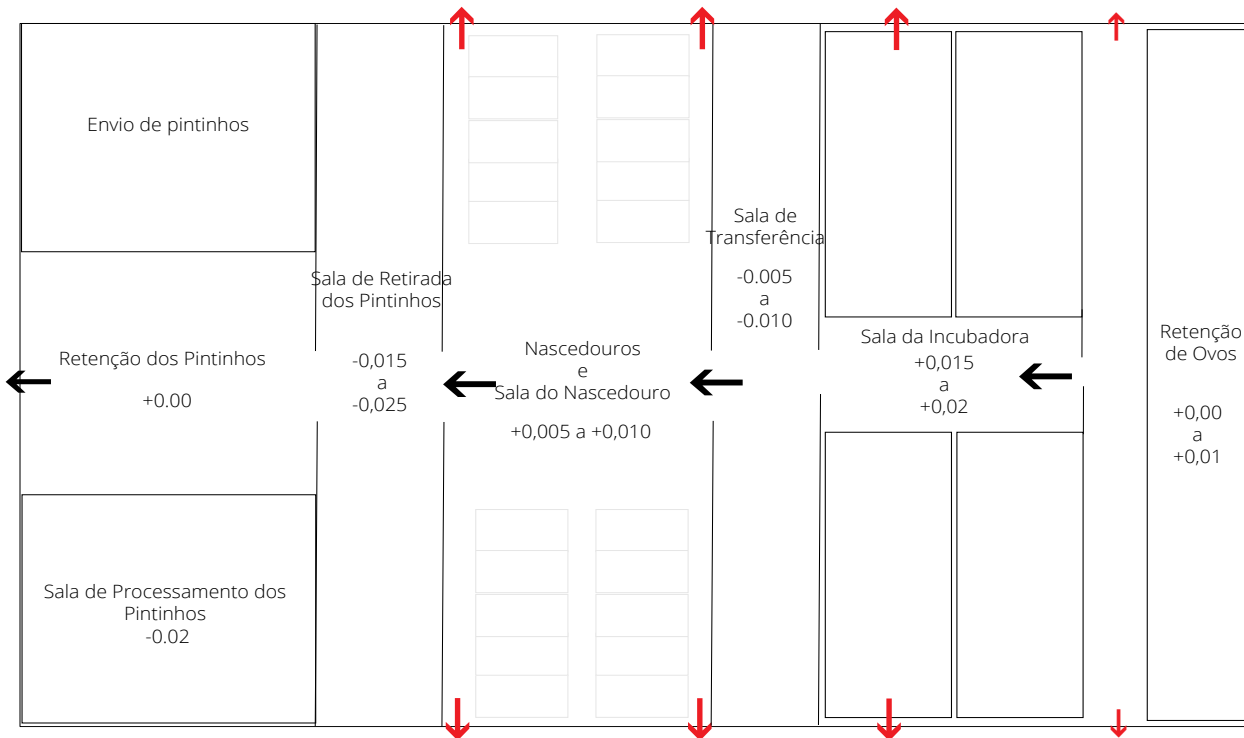 Envio de pintinhos
Retenção dos Pintinhos
+0.00
Sala de Processamento dos
Pintinhos
-0.02
Sala de Retirada
dos Pintinhos
-0,015
a
-0,025
Nascedouros
e
Sala do Nascedouro
+0,005 a +0,010
Sala de
Transferência
-0.005
a
-0.010
Sala da Incubadora
+0,015
a
+0,02
Retenção
de Ovos
+0,00
a
+0,01